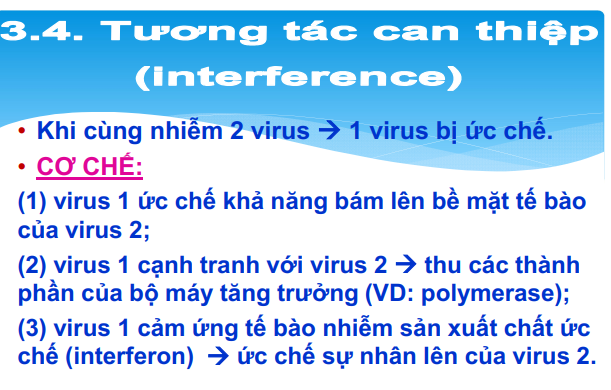 3.4. Tương tác can thiệp
(interference)
• Khi cùng nhiễm 2 virus → 1 virus bị ức chế.
• CƠ CHẾ:
(1) virus 1 ức chế khả năng bám lên bề mặt tế bào
của virus 2;
(2) virus 1 cạnh tranh với virus 2 → thu các thành
phần của bộ máy tăng trưởng (VD: polymerase);
(3) virus 1 cảm ứng tế bào nhiễm sản xuất chất ức
chế (interferon) → ức chế sự nhân lên của virus 2.